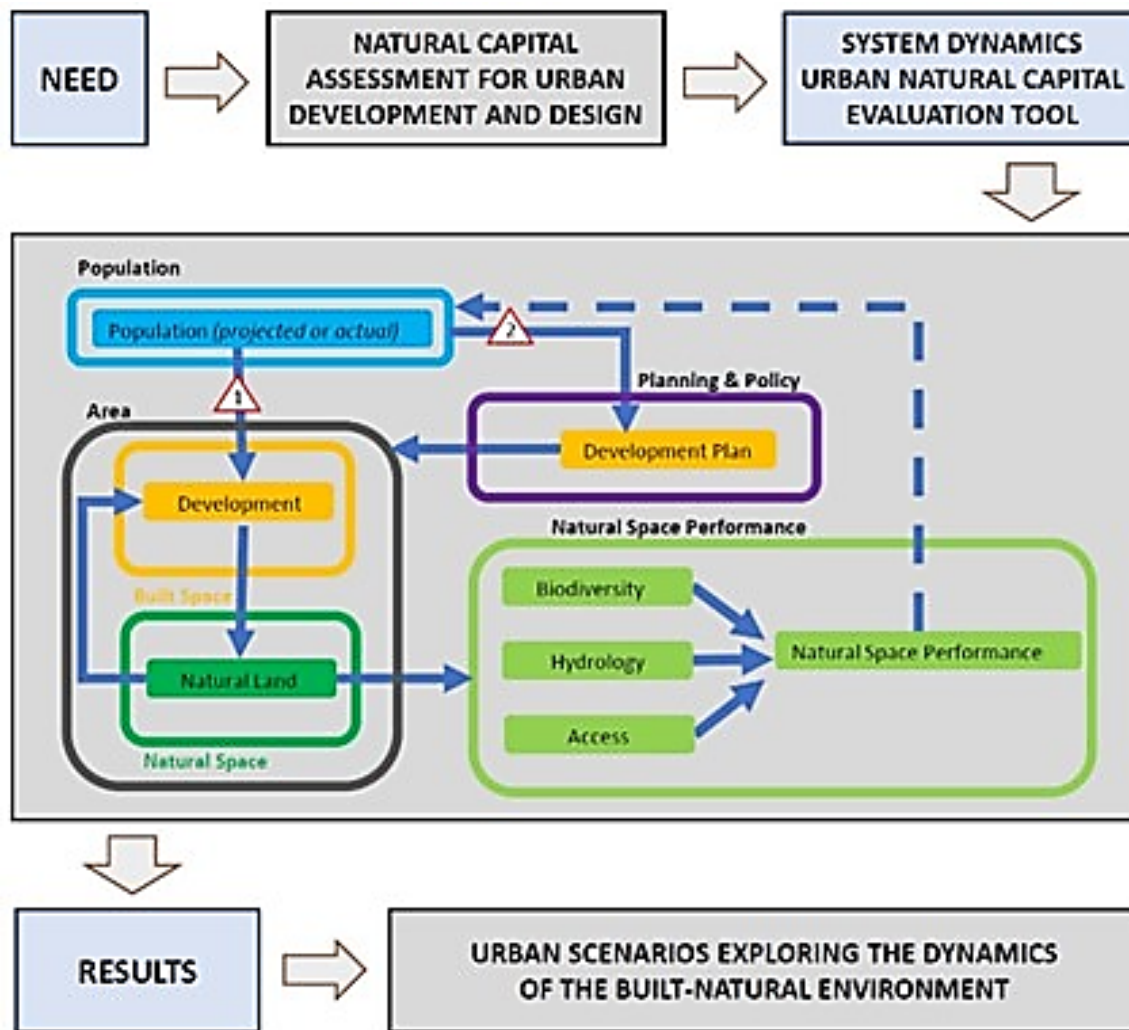 NEED
NATURAL CAPITAL
ASSESSMENT FOR URBAN
DEVELOPMENT AND DESIGN
SYSTEM DYNAMICS
URBAN NATURAL CAPITAL
EVALUATION TOOL
Population
Population (projected or actual)
2
1
Planning & Policy
Area
Development Plan
Development
Natural Space Performance
Biodiversity
Built Space
Hydrology
Natural Space Performance
Natural Land
Access
Natural Space
RESULTS
URBAN SCENARIOS EXPLORING THE DYNAMICS
OF THE BUILT-NATURAL ENVIRONMENT